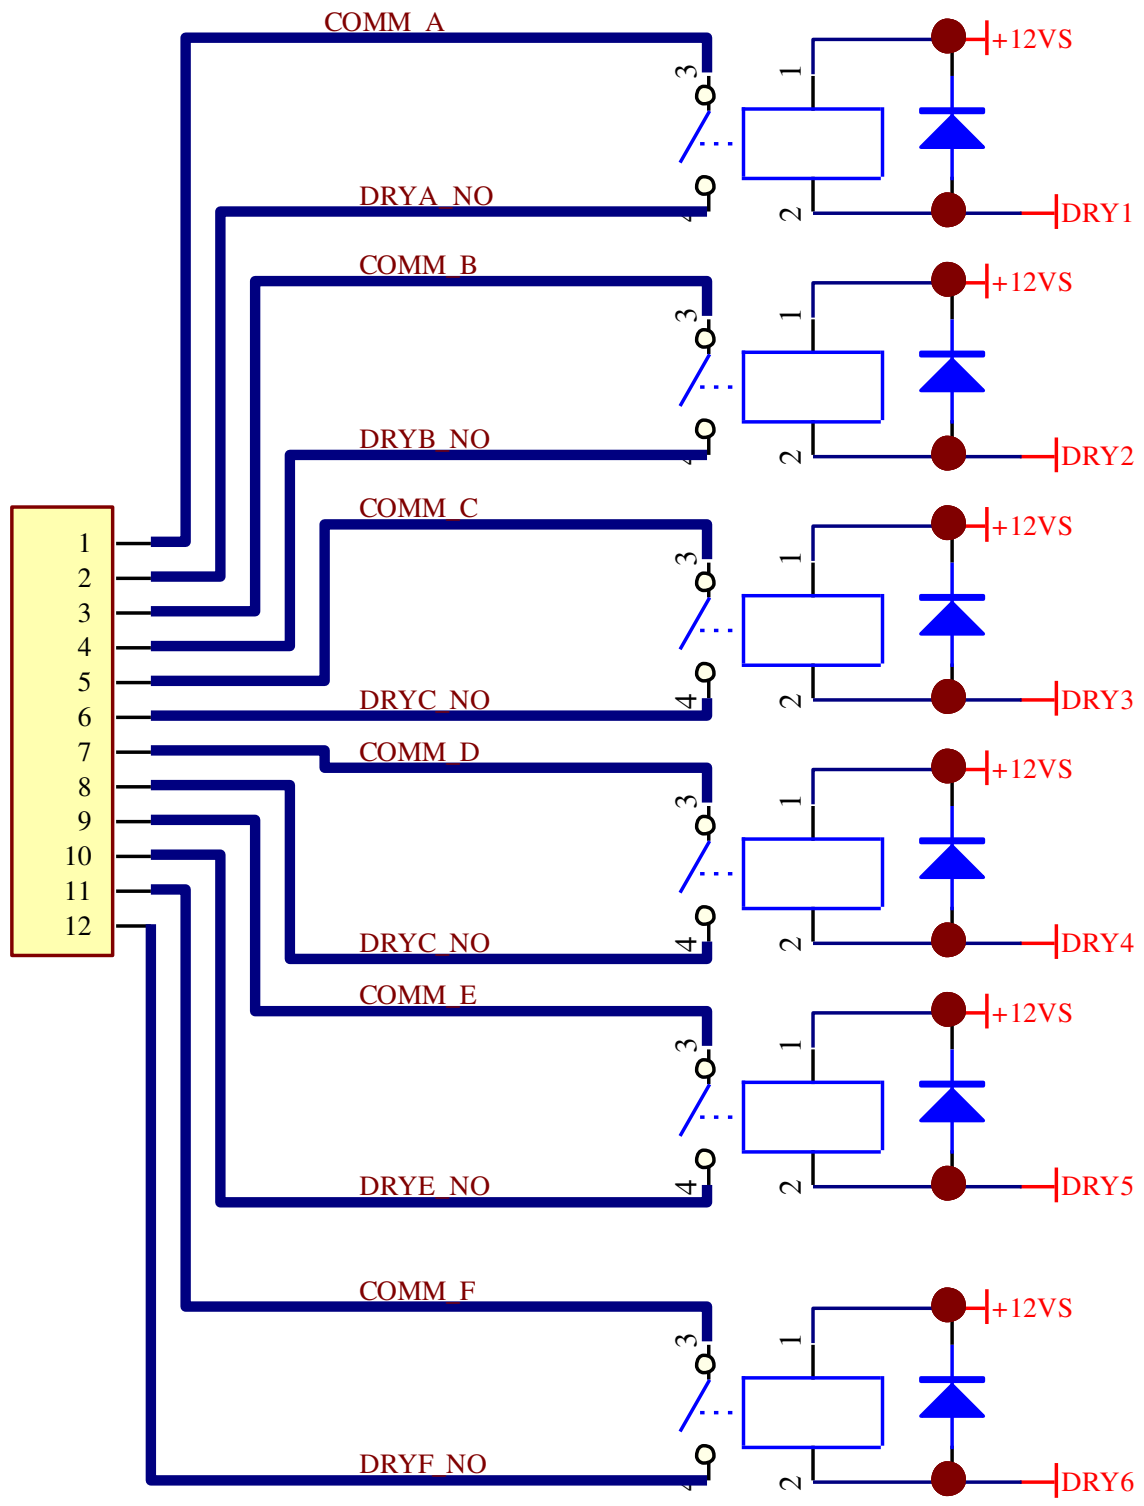 COMM_A
3
1
+12VS
DRYA_NO
4
2
DRY1
COMM_B
3
1
+12VS
DRYB_NO
4
2
DRY2
COMM_C
3
1
+12VS
DRYC_NO
4
2
DRY3
1
2
3
4
5
6
7
8
9
10
11
12
COMM_D
3
1
+12VS
DRYC_NO
4
2
DRY4
COMM_E
3
1
+12VS
DRYE_NO
4
2
DRY5
COMM_F
3
1
+12VS
DRYF_NO
4
2
DRY6